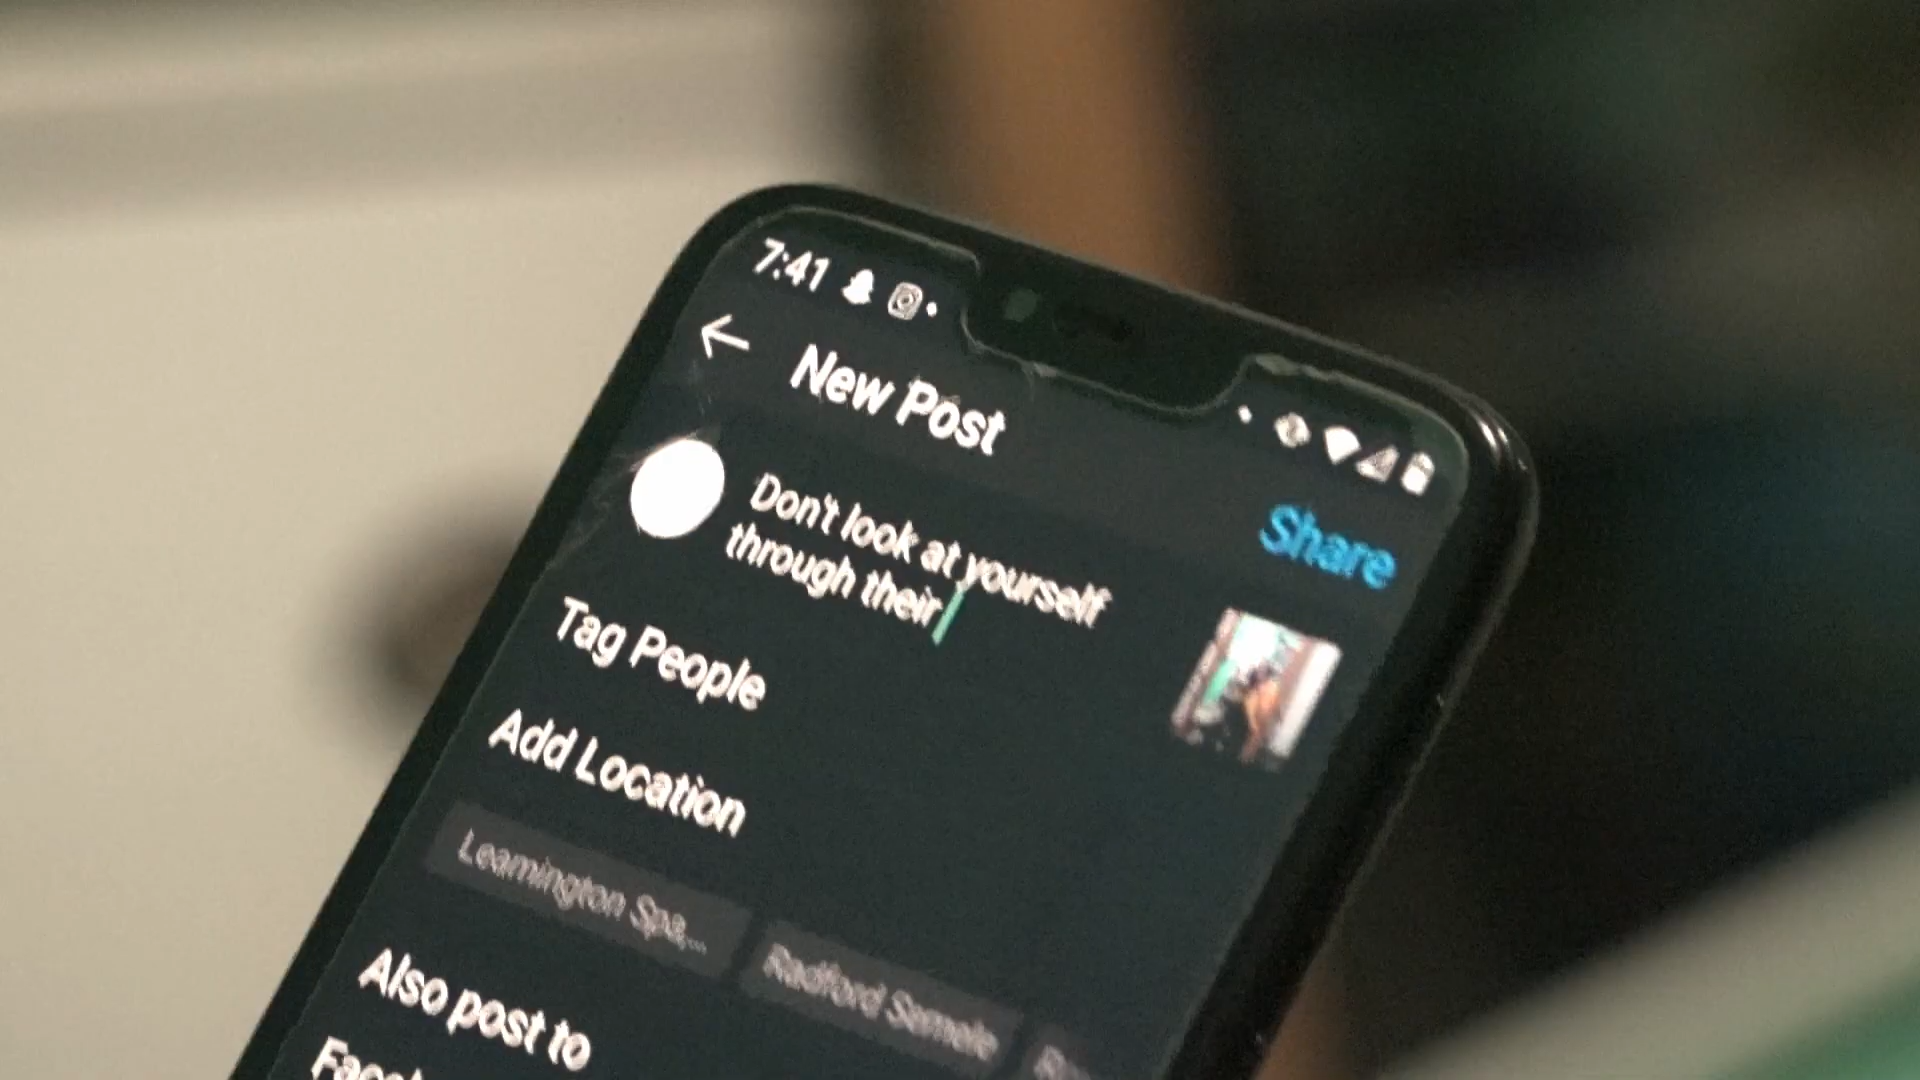 7:41
New Post
Share
Don't look at yourself
through their
Tag People
Add Location
Leamington Spa,...
Radford Semele
Also post to